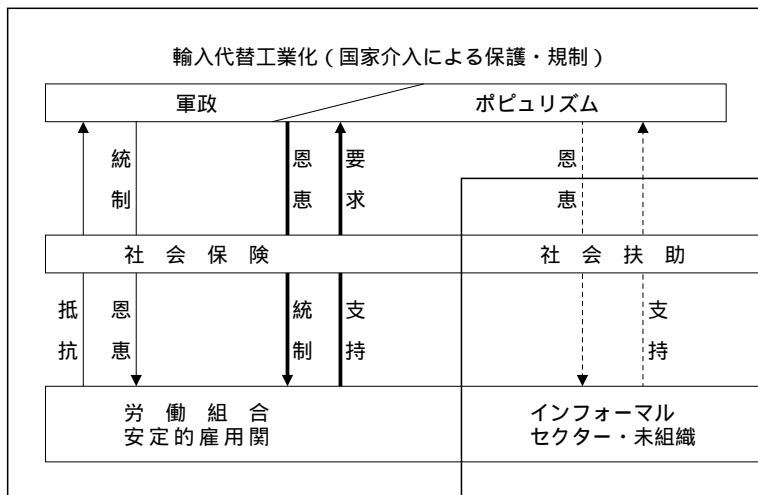 輸入代替工業化(国家介入による保護・規制)
軍政
ポピュリズム
統制
恩恵
要求
恩恵
社会保険
社会扶助
抵抗
恩恵
統制
支持
支持
労働組合
安定的雇用関
インフォーマル
セクター・未組織